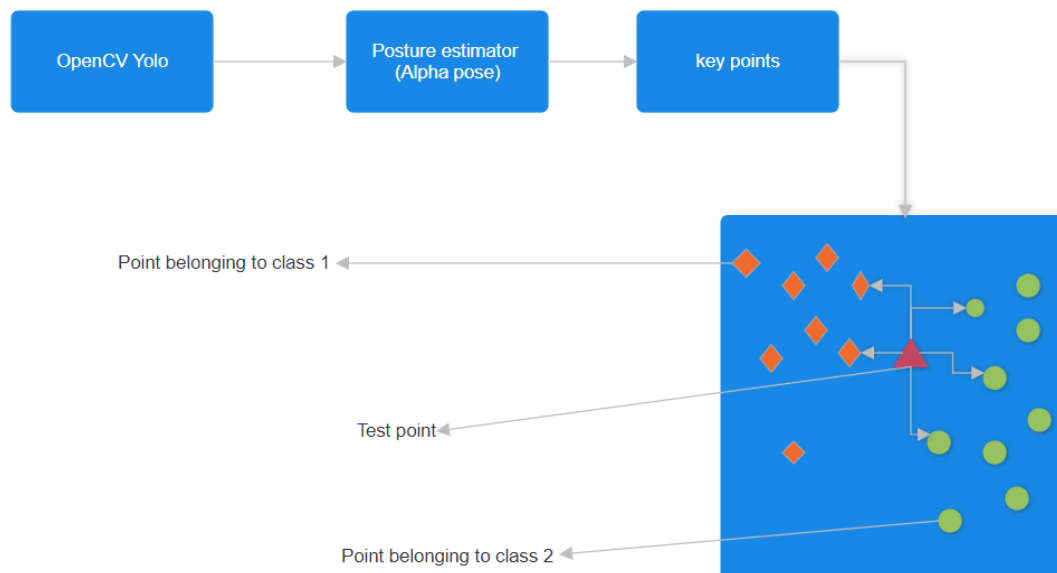 OpenCV Yolo
Posture estimator
(Alpha pose)
key points
Point belonging to class 1
Test point
Point belonging to class 2